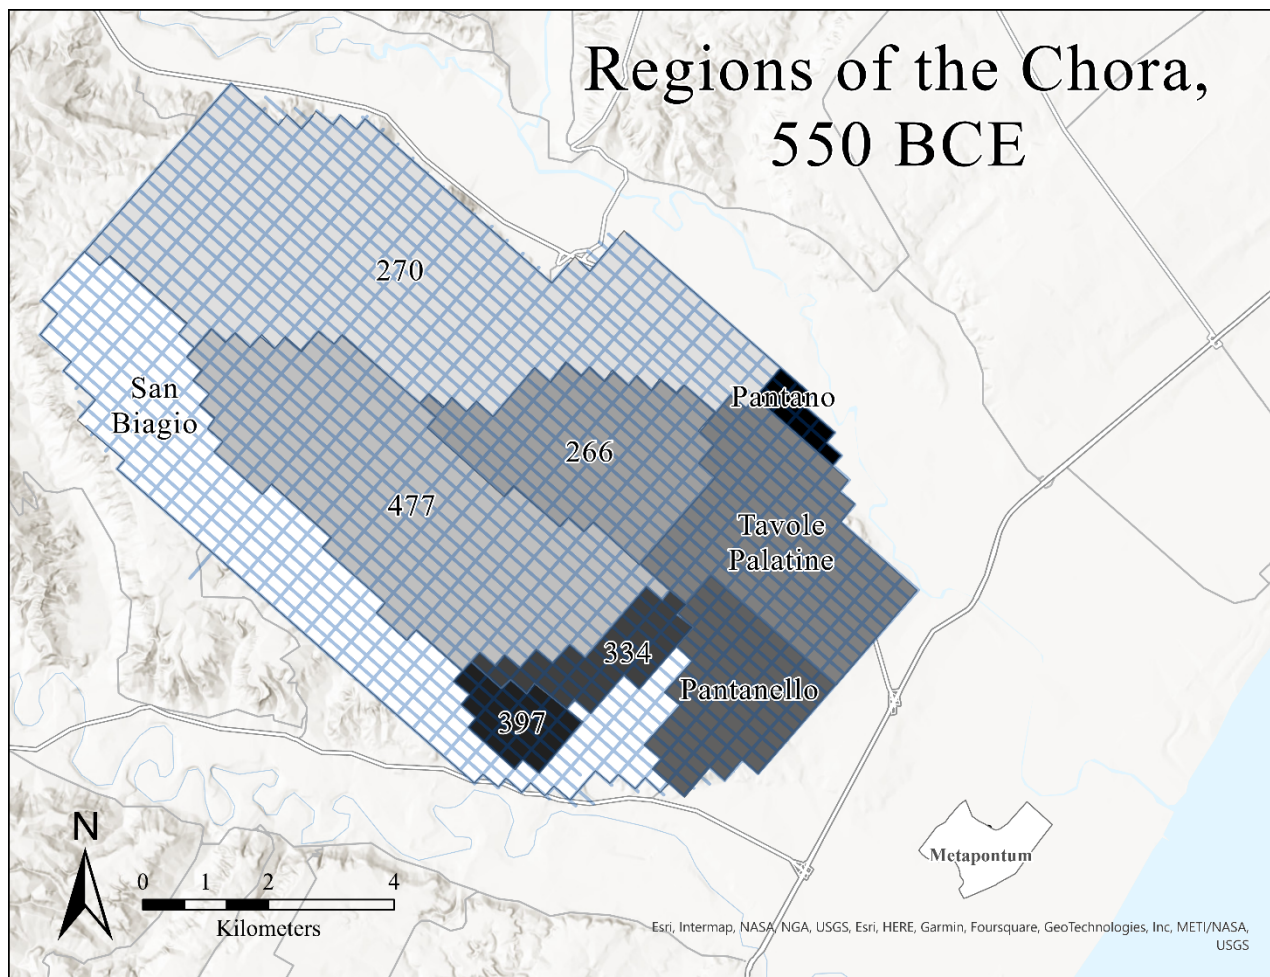 Regions of the Chora,
550 BCE
270
Pantano
San
Biagio
266
477
Tavole
Palatine
334
Pantanello
397
N
0 1 2 4
Kilometers
Metapontum
Esri, Intermap, NASA, NGA, USGS, Esri, HERE, Garmin, Foursquare, GeoTechnologies, Inc, METI/NASA,
USGS